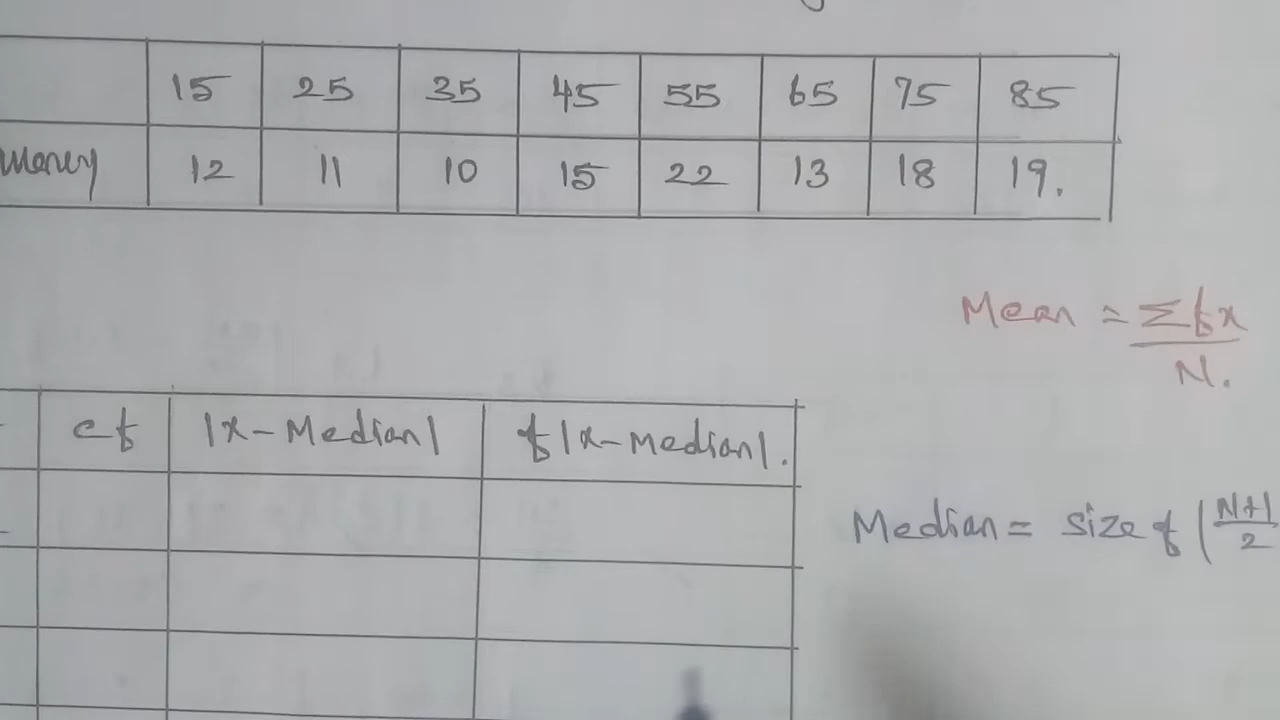 15 25 35 45 55 65 75 85
12 11 10 15 22 13 18 19.
Mean = Σfx
N.
cf |x-Median| f|x-Median|.
Median = size of (N+1
2